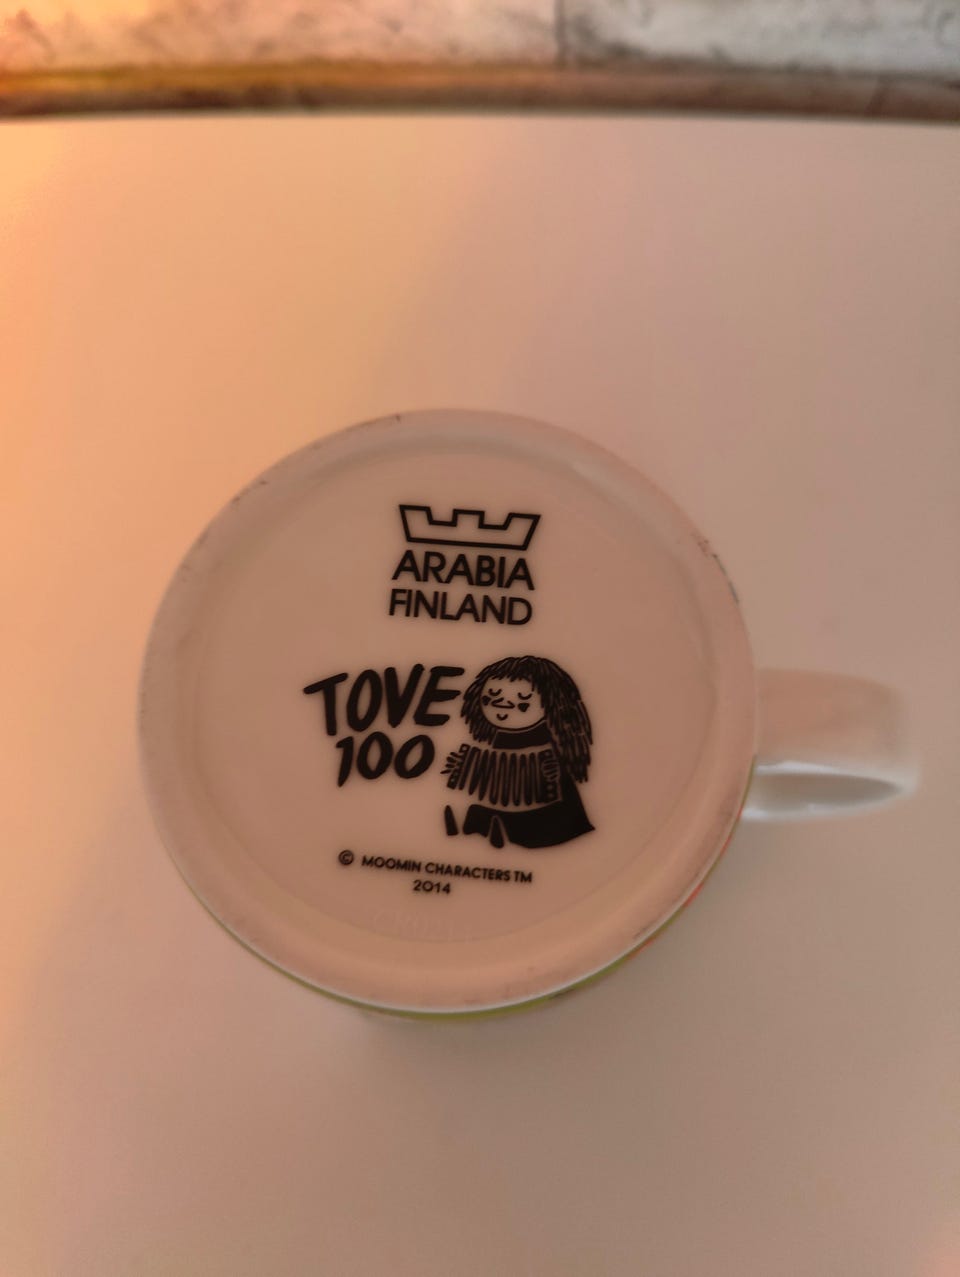 ARABIA
FINLAND
TOVE
100
© MOOMIN CHARACTERS TM
2014